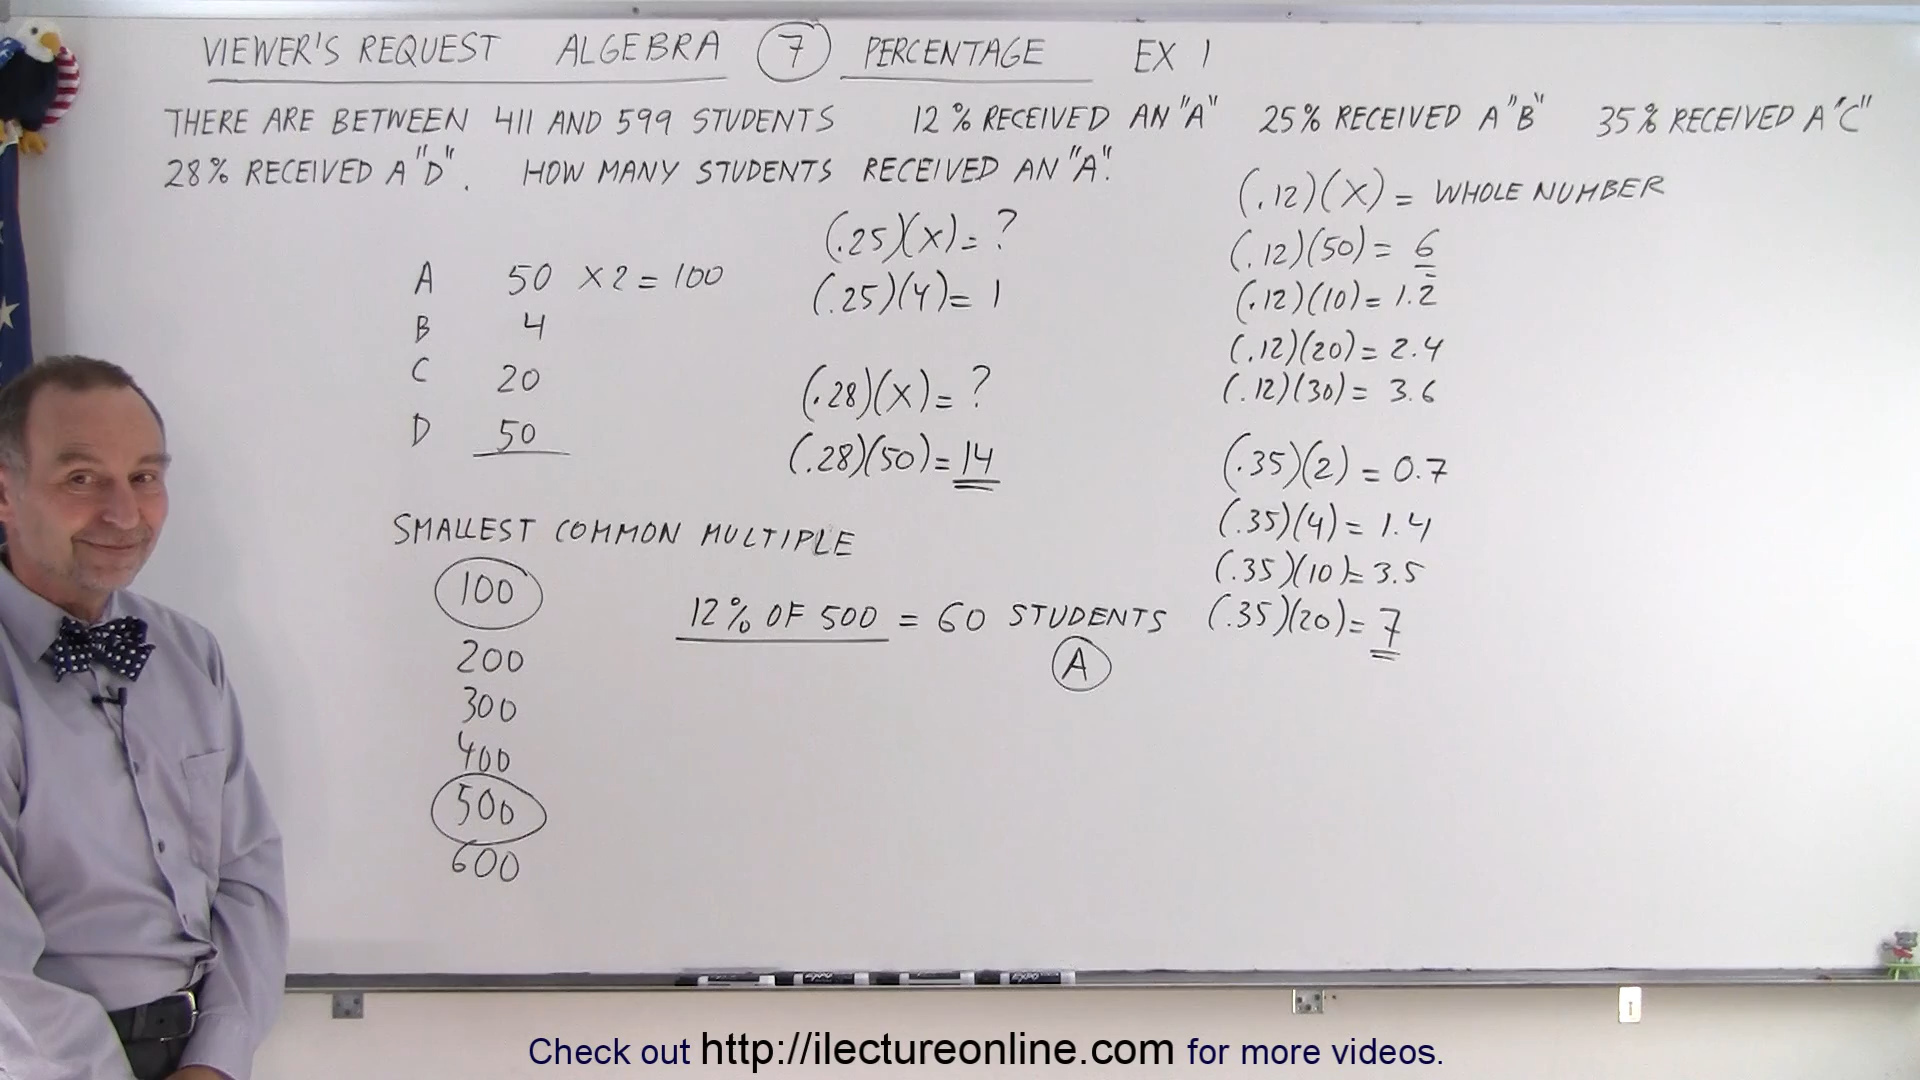 VIEWER'S REQUEST ALGEBRA 7 PERCENTAGE EX 1
THERE ARE BETWEEN 411 AND 599 STUDENTS 12% RECEIVED AN "A" 25% RECEIVED A "B" 35% RECEIVED A "C"
28% RECEIVED A "D". HOW MANY STUDENTS RECEIVED AN "A".
A 50 X 2 = 100
B 4
C 20
D 50
(.25)(X) = ?
(.25)(4) = 1
(.28)(X) = ?
(.28)(50) = 14
(.12)(X) = WHOLE NUMBER
(.12)(50) = 6
(.12)(10) = 1.2
(.12)(20) = 2.4
(.12)(30) = 3.6
(.35)(2) = 0.7
(.35)(4) = 1.4
(.35)(10) = 3.5
(.35)(20) = 7
SMALLEST COMMON MULTIPLE
100
200
300
400
500
600
12% OF 500 = 60 STUDENTS
A
Check out http://ilectureonline.com for more videos.